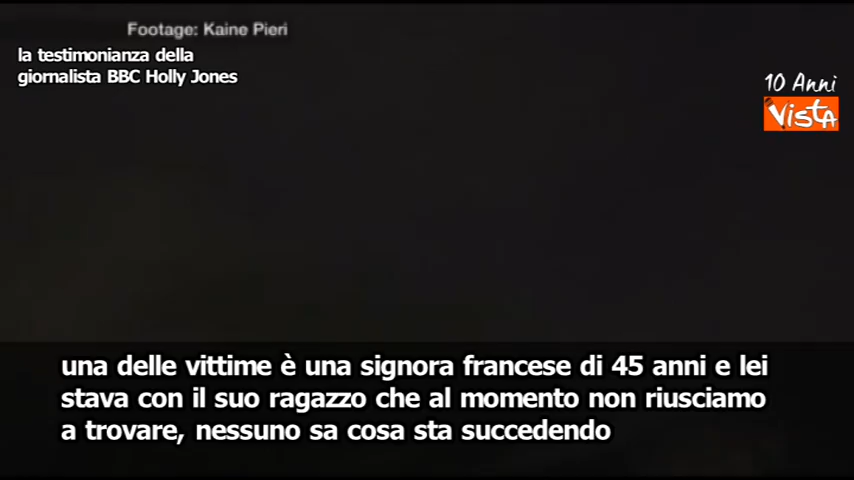 Footage: Kaine Pieri
la testimonianza della
giornalista BBC Holly Jones
10 Anni
VISTA
una delle vittime è una signora francese di 45 anni e lei
stava con il suo ragazzo che al momento non riusciamo
a trovare, nessuno sa cosa sta succedendo